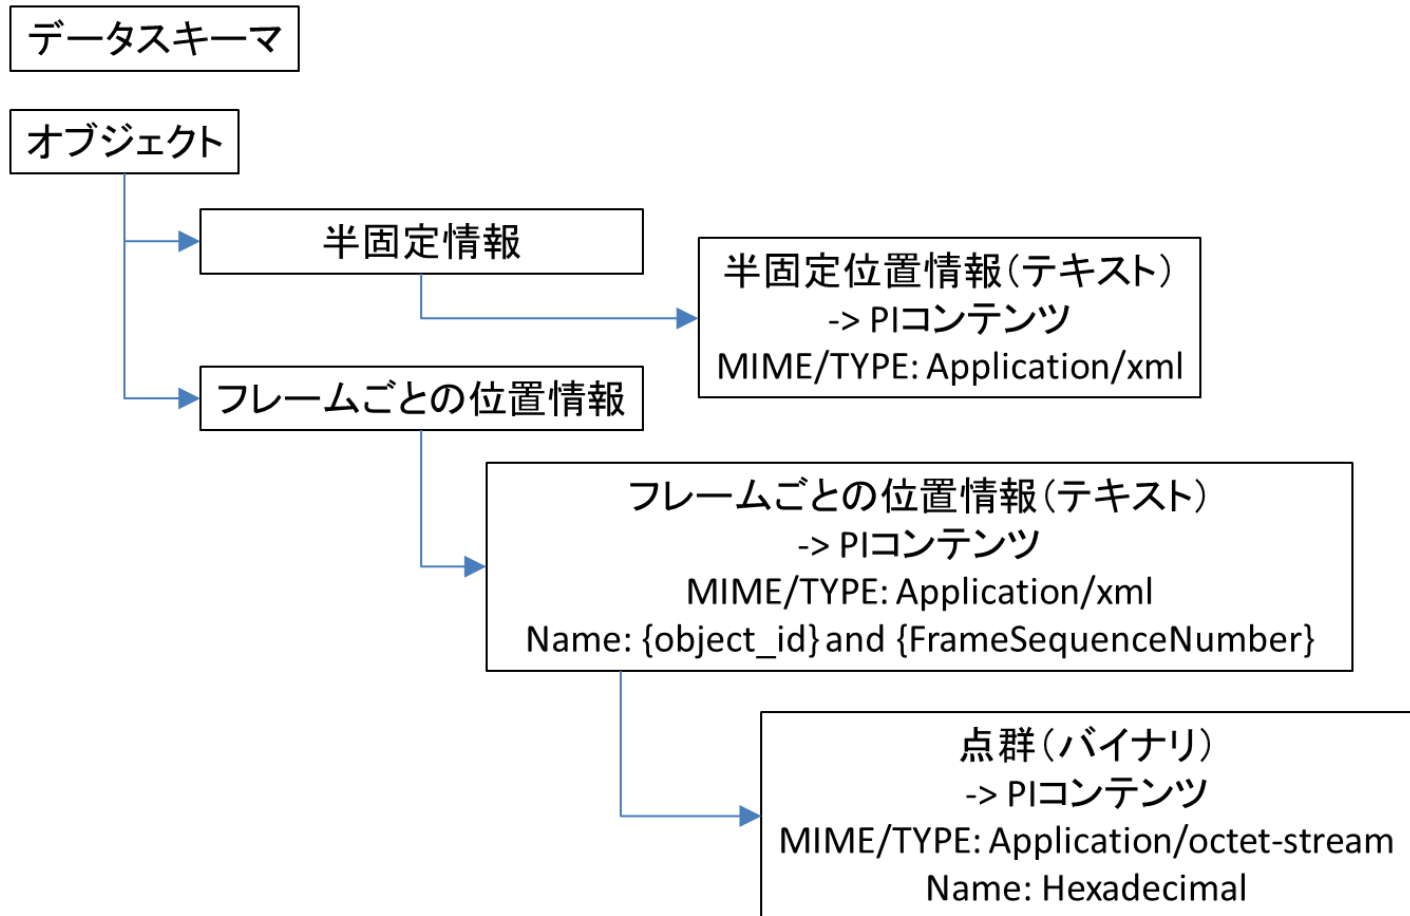 データスキーマ
オブジェクト
半固定情報
半固定位置情報(テキスト)
-> PIコンテンツ
MIME/TYPE: Application/xml
フレームごとの位置情報
フレームごとの位置情報(テキスト)
-> PIコンテンツ
MIME/TYPE: Application/xml
Name: {object_id} and {FrameSequenceNumber}
点群(バイナリ)
-> PIコンテンツ
MIME/TYPE: Application/octet-stream
Name: Hexadecimal